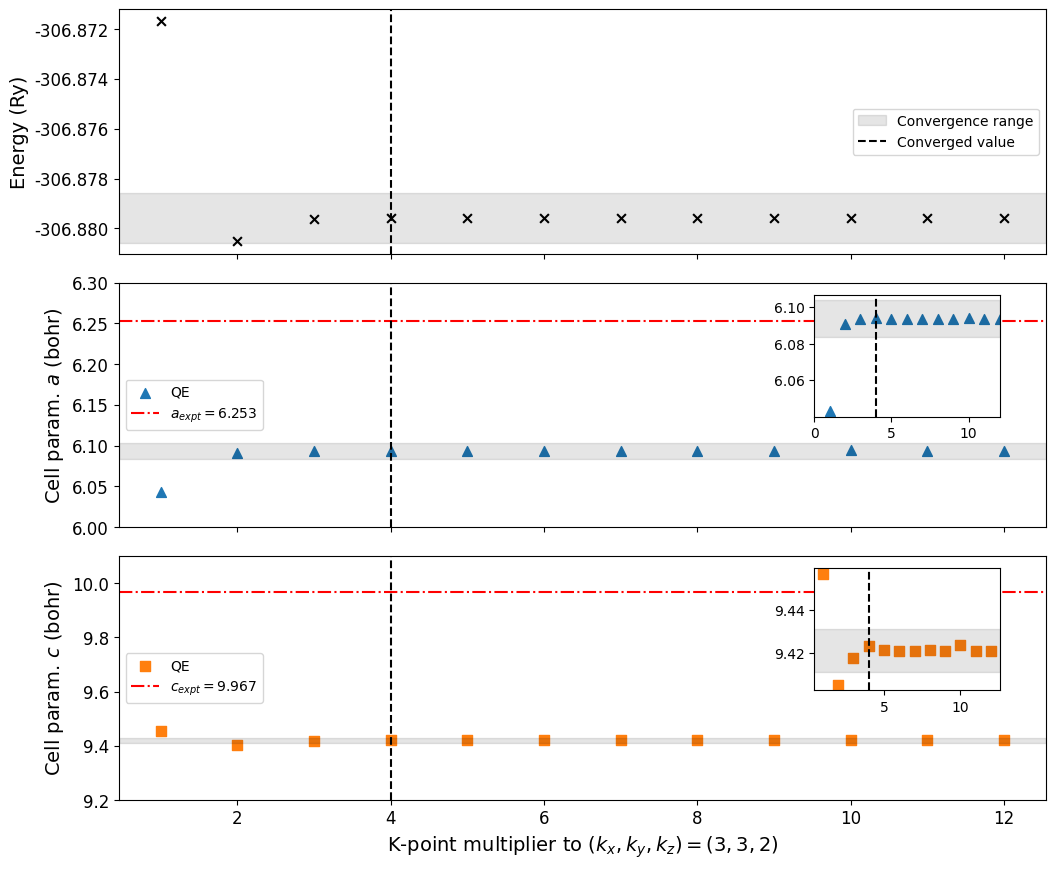 Energy (Ry)
-306.872
-306.874
-306.876
-306.878
-306.880
Convergence range
Converged value
Cell param. a (bohr)
6.30
6.25
6.20
6.15
6.10
6.05
6.00
QE
a_expt = 6.253
6.10
6.08
6.06
0 5 10
Cell param. c (bohr)
10.0
9.8
9.6
9.4
9.2
QE
c_expt = 9.967
9.44
9.42
5 10
2 4 6 8 10 12
K-point multiplier to (k_x, k_y, k_z) = (3, 3, 2)